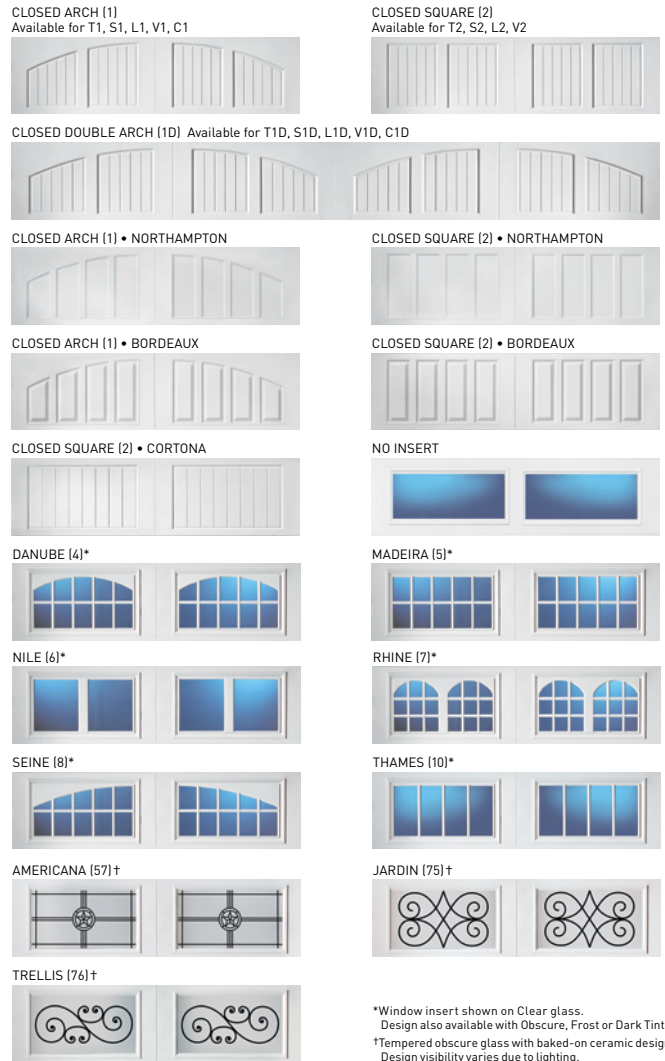 CLOSED ARCH (1)
Available for T1, S1, L1, V1, C1
CLOSED SQUARE (2)
Available for T2, S2, L2, V2
CLOSED DOUBLE ARCH (1D) Available for T1D, S1D, L1D, V1D, C1D
CLOSED ARCH (1) • NORTHAMPTON
CLOSED SQUARE (2) • NORTHAMPTON
CLOSED ARCH (1) • BORDEAUX
CLOSED SQUARE (2) • BORDEAUX
CLOSED SQUARE (2) • CORTONA
NO INSERT
DANUBE (4)*
MADEIRA (5)*
NILE (6)*
RHINE (7)*
SEINE (8)*
THAMES (10)*
AMERICANA (57)†
JARDIN (75)†
TRELLIS (76)†
*Window insert shown on Clear glass.
Design also available with Obscure, Frost or Dark Tint
†Tempered obscure glass with baked-on ceramic desig
Design visibility varies due to lighting.